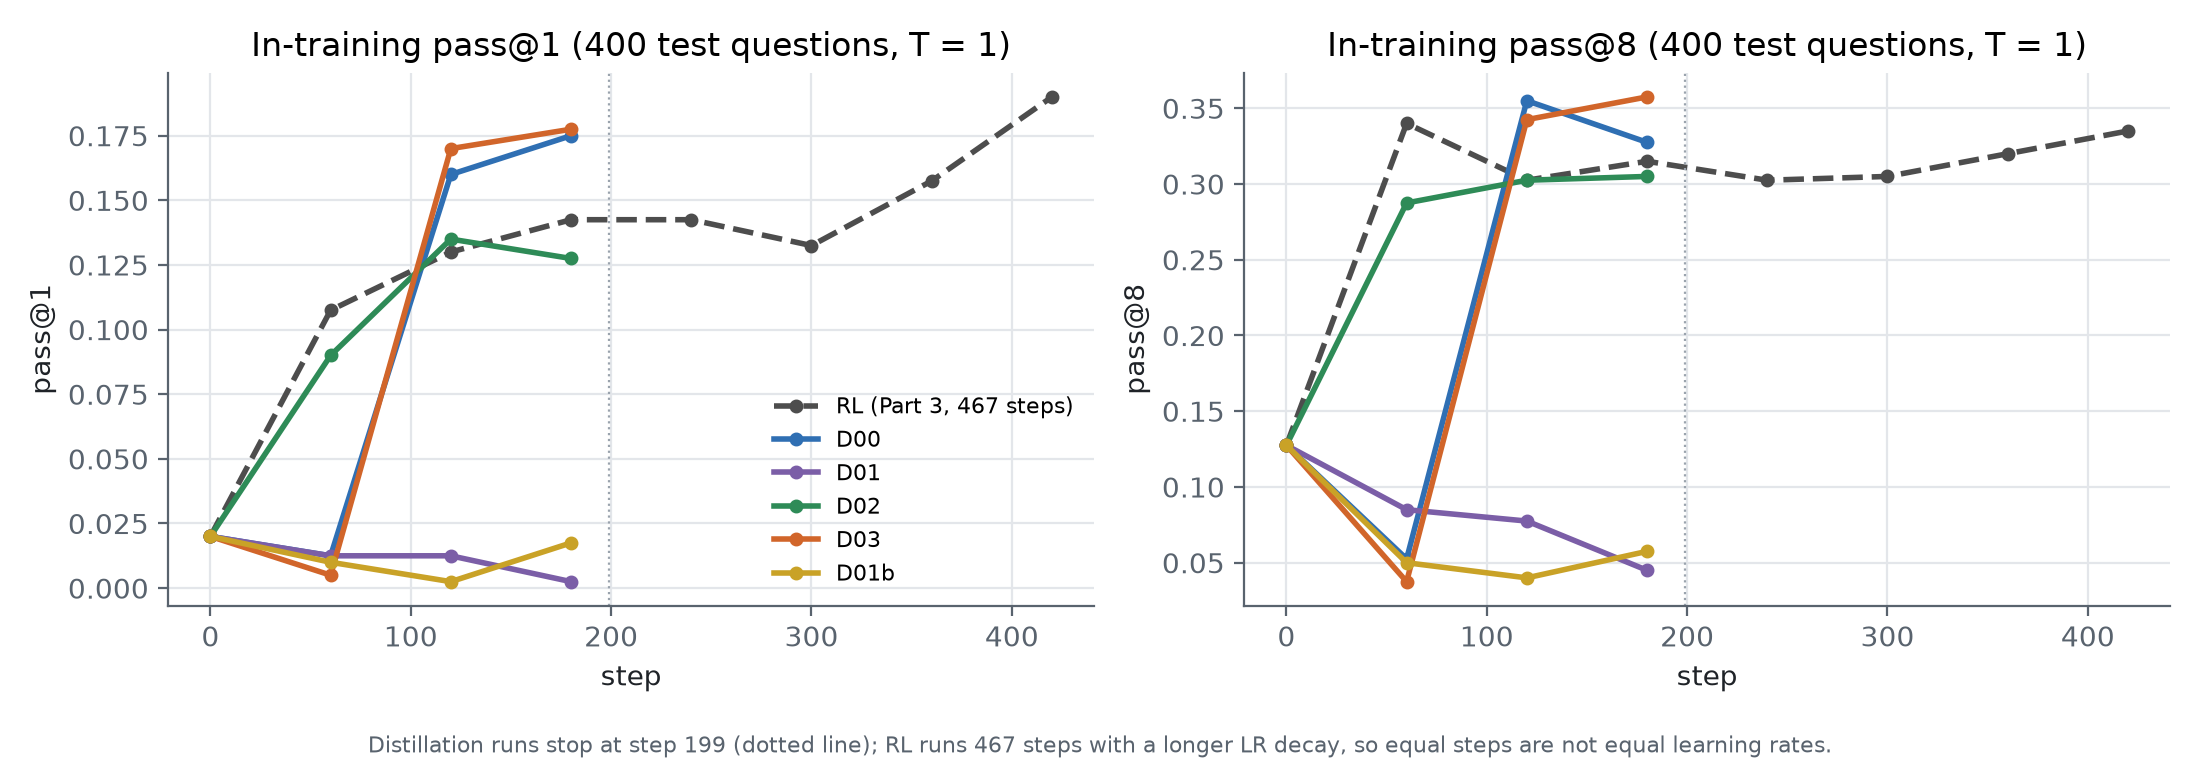 In-training pass@1 (400 test questions, T = 1)
0.175
0.150
0.125
0.100
0.075
0.050
0.025
0.000
pass@1
0
100
200
300
400
step
RL (Part 3, 467 steps)
D00
D01
D02
D03
D01b
In-training pass@8 (400 test questions, T = 1)
0.35
0.30
0.25
0.20
0.15
0.10
0.05
pass@8
0
100
200
300
400
step
Distillation runs stop at step 199 (dotted line); RL runs 467 steps with a longer LR decay, so equal steps are not equal learning rates.